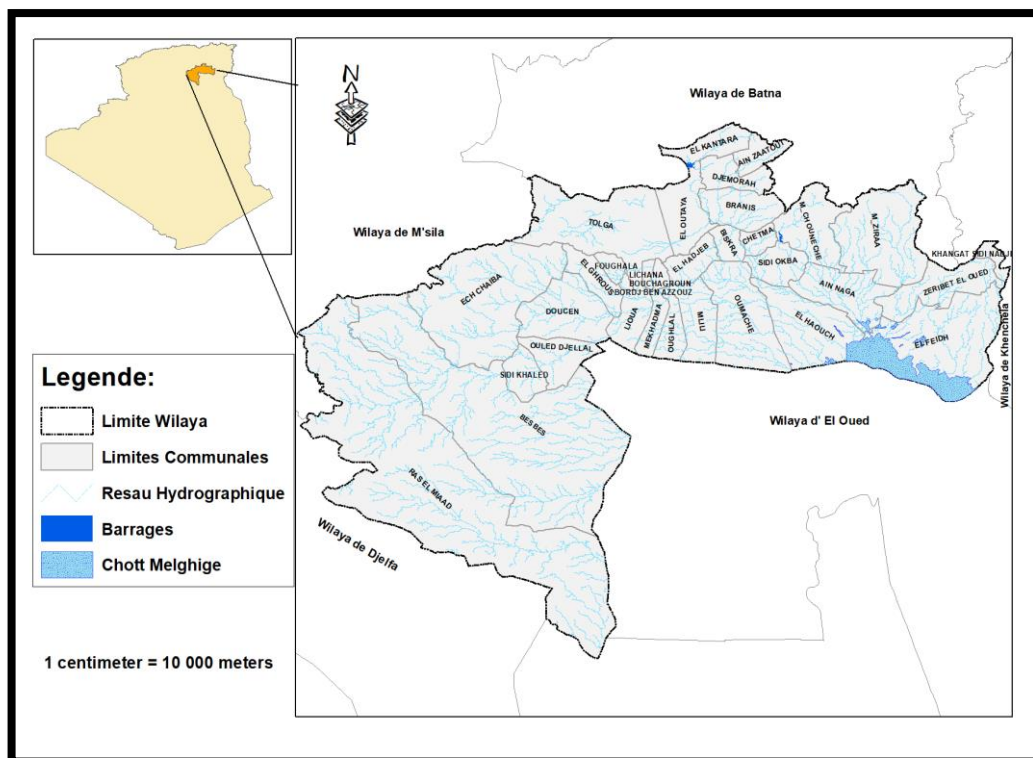 N
Wilaya de Batna
EL KANTARA
AIN ZAATOUT
DJEMORAH
BRANIS
M_CHOUNECHE
M_ZIRAA
TOLGA
EL OUTAYA
Wilaya de M'sila
BISKRA
CHETMA
KHANGAT SIDI NADJI
EL HADJEB
SIDI OKBA
FOUGHALA
EL GHROUS
LICHANA
BOUCHAGROUN
BORDJ BEN AZZOUZ
ECH CHAIBA
AIN NAGA
ZERIBET EL OUED
DOUCEN
LIOUA
MEKHADMA
OUGHLAL
MLILI
OUMACHE
EL HAOUCH
EL FEIDH
OULED DJELLAL
SIDI KHALED
Wilaya de Khenchela
BESBES
Wilaya d' El Oued
RAS EL MIAAD
Wilaya de Djelfa
Legende:
Limite Wilaya
Limites Communales
Resau Hydrographique
Barrages
Chott Melghige
1 centimeter = 10 000 meters